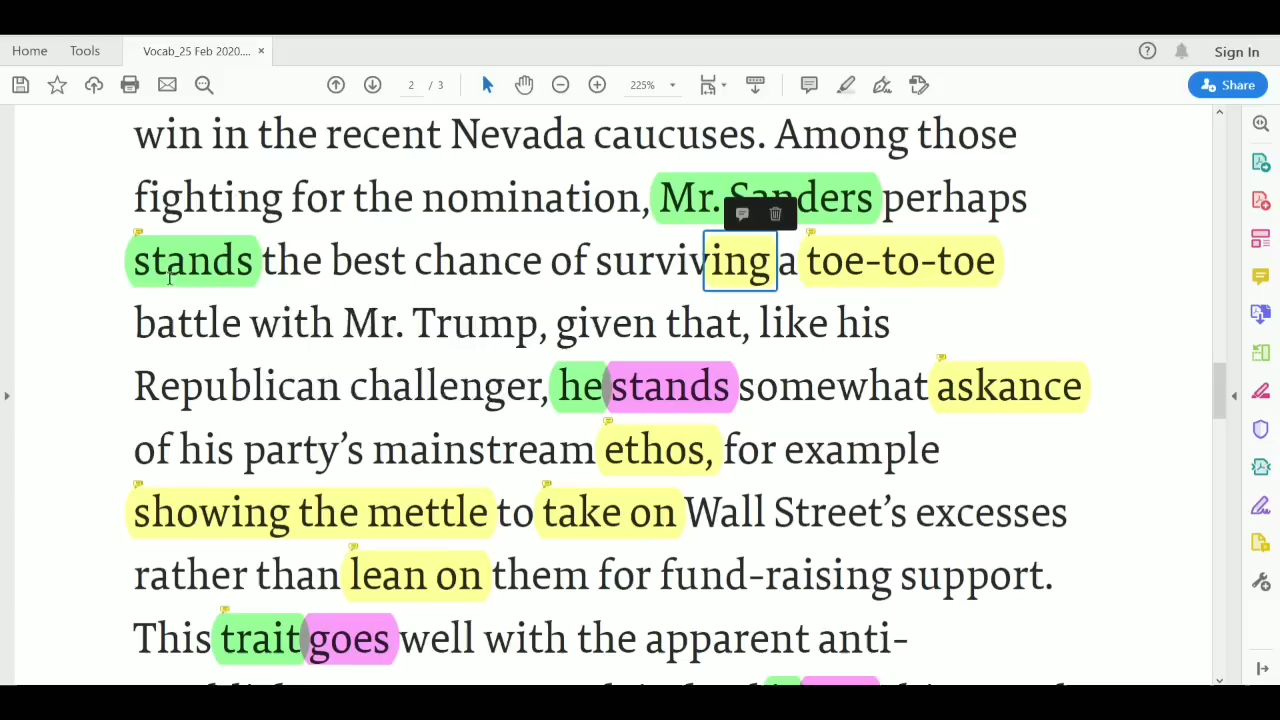 Home Tools Vocab_25 Feb 2020.... × Sign In
2 / 3 225% Share
win in the recent Nevada caucuses. Among those
fighting for the nomination, Mr. Sanders perhaps
stands the best chance of surviving a toe-to-toe
battle with Mr. Trump, given that, like his
Republican challenger, he stands somewhat askance
of his party’s mainstream ethos, for example
showing the mettle to take on Wall Street’s excesses
rather than lean on them for fund-raising support.
This trait goes well with the apparent anti-